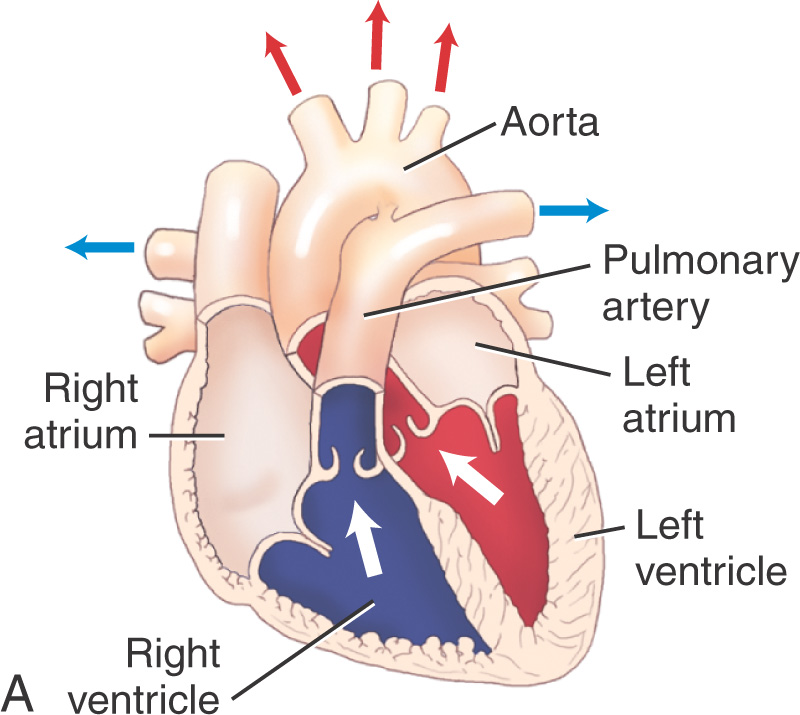 Aorta
Pulmonary
artery
Left
atrium
Right
atrium
Left
ventricle
Right
ventricle
A